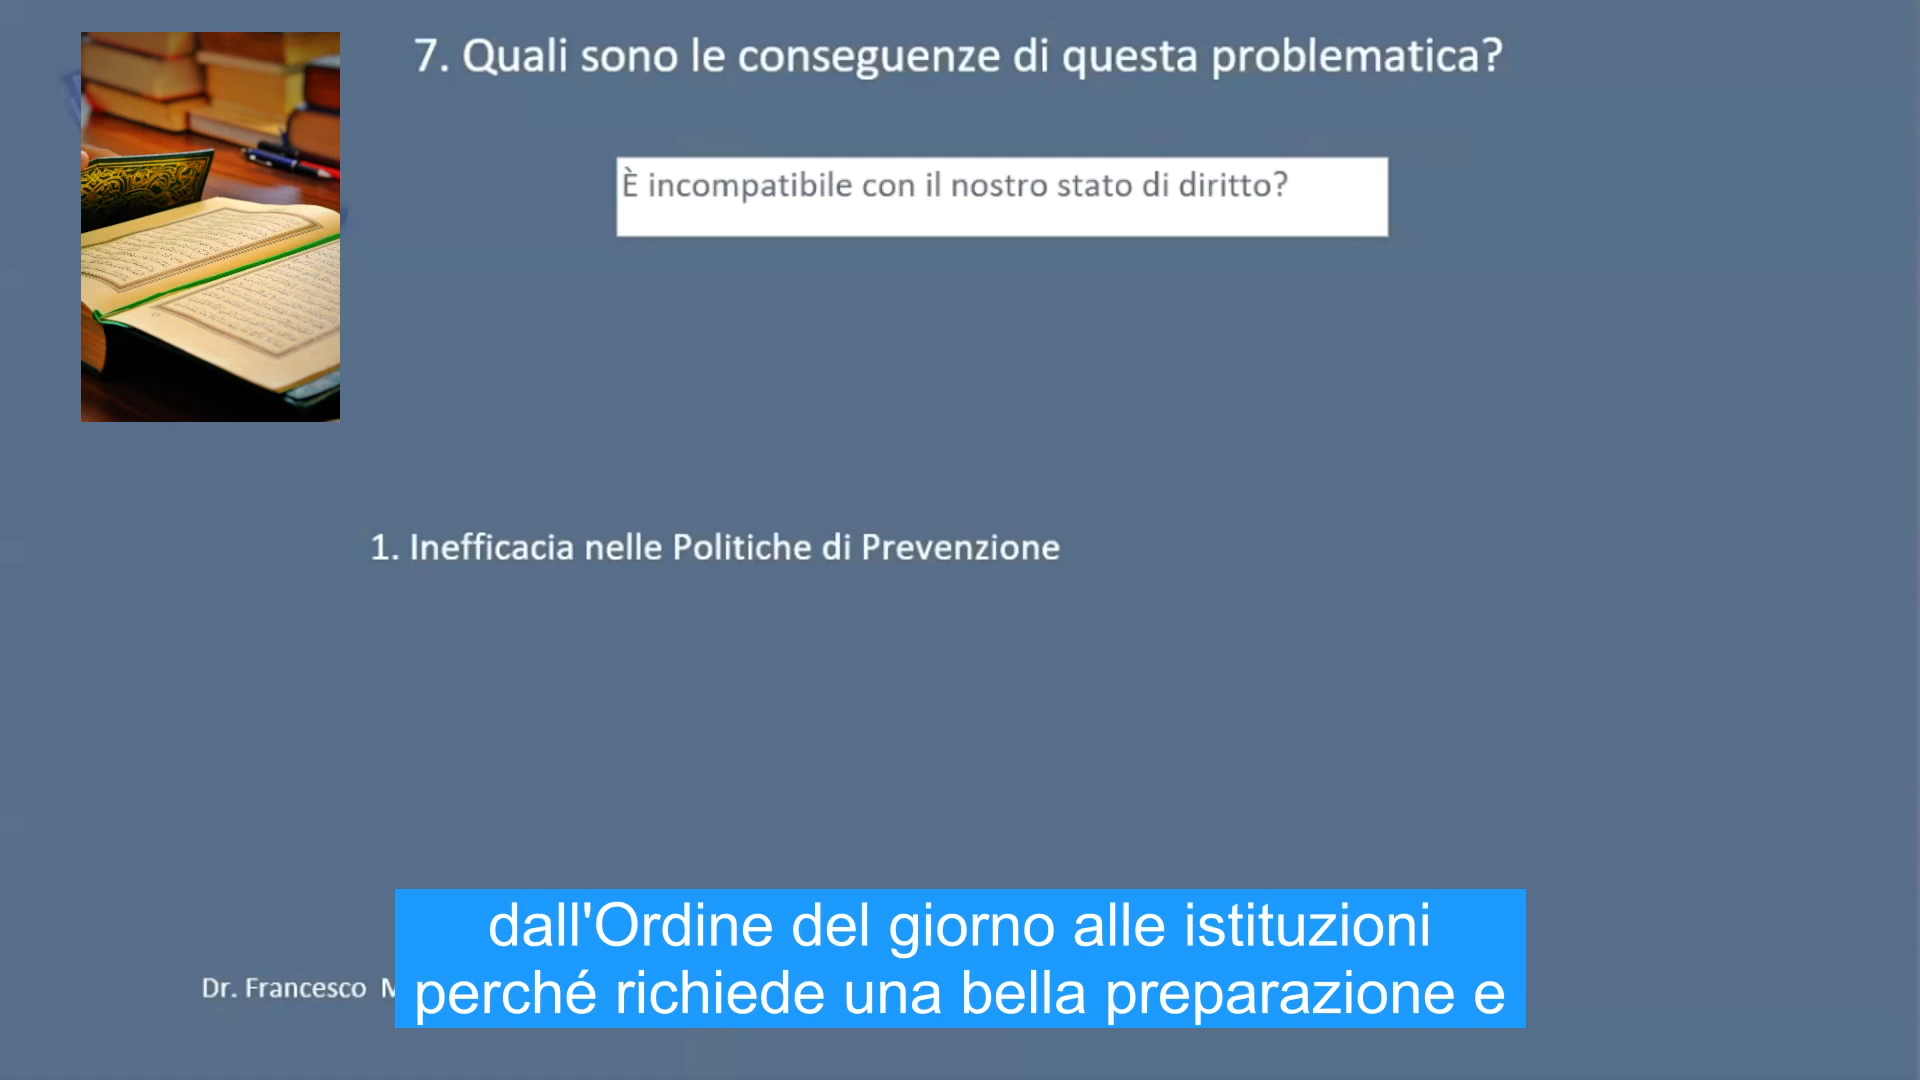 7. Quali sono le conseguenze di questa problematica?
È incompatibile con il nostro stato di diritto?
1. Inefficacia nelle Politiche di Prevenzione
dall'Ordine del giorno alle istituzioni
perché richiede una bella preparazione e
Dr. Francesco